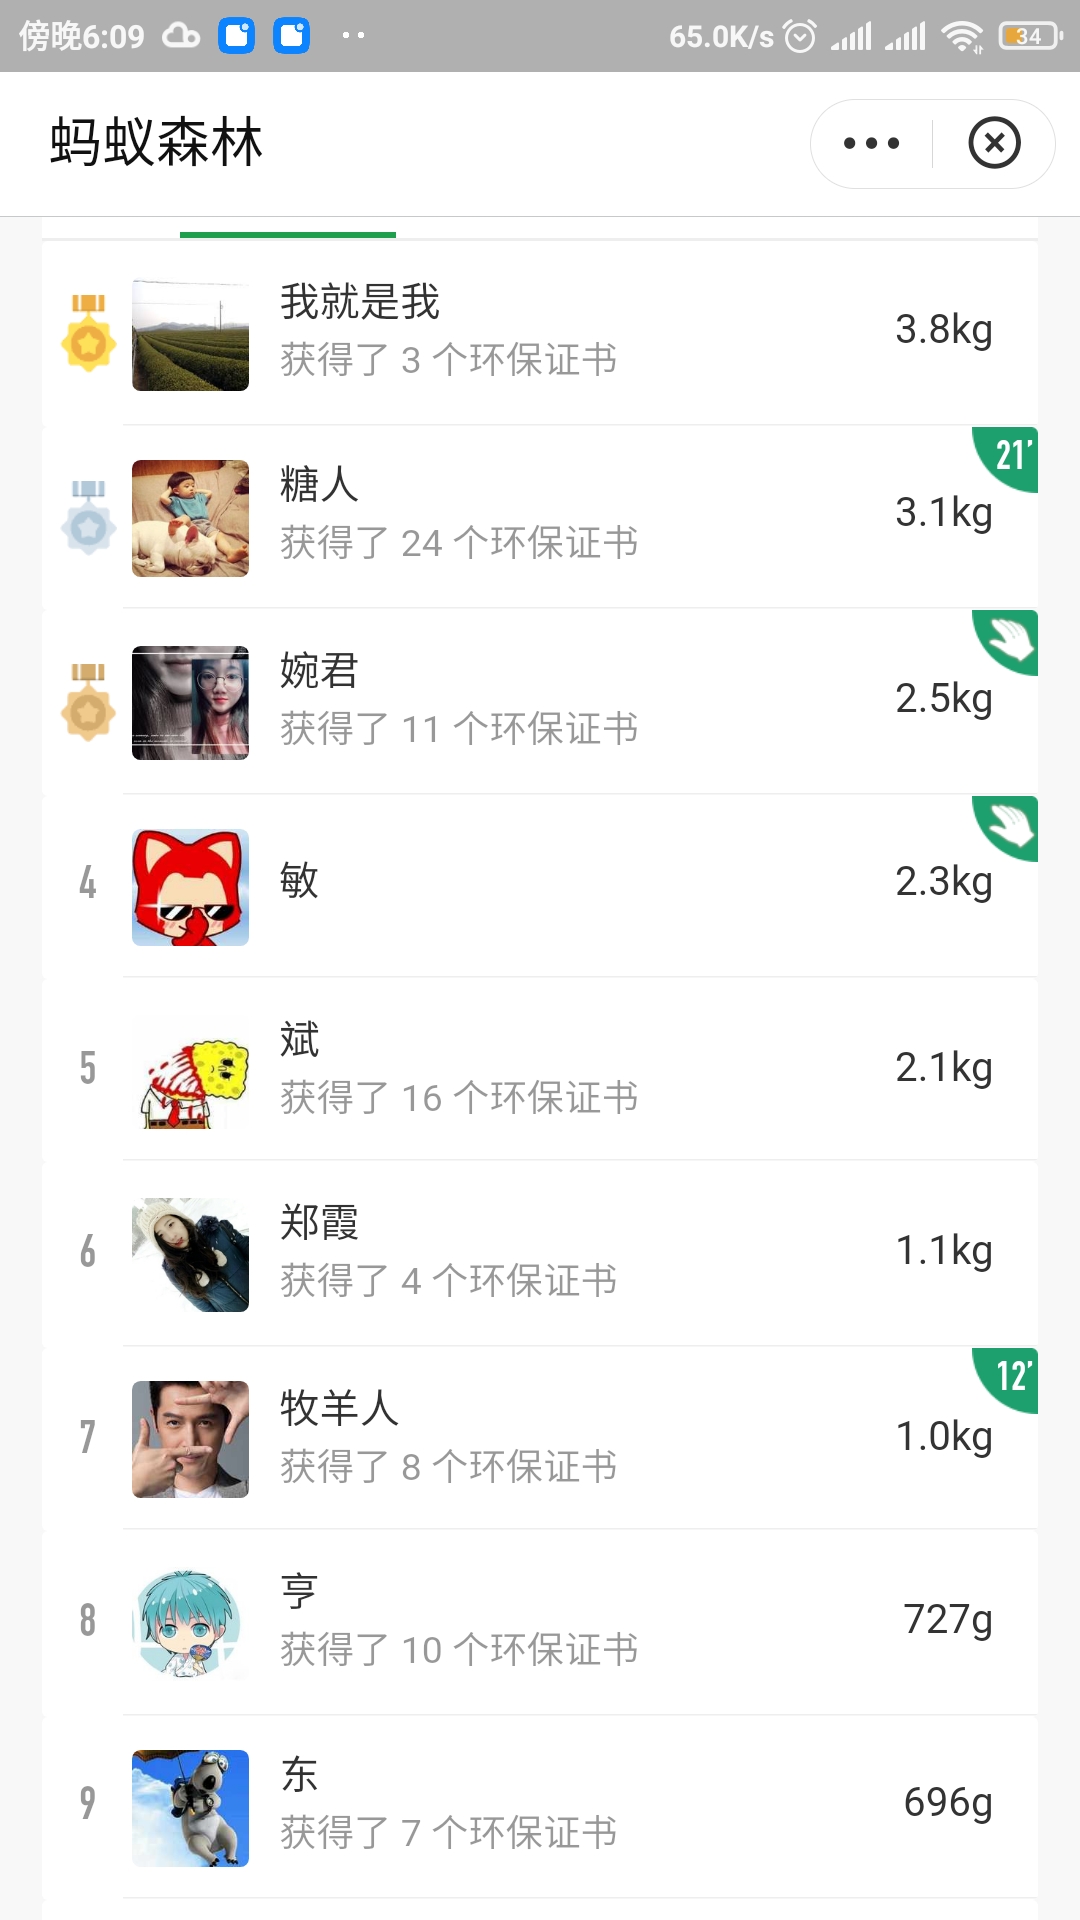 傍晚6:09
65.0K/s
34
蚂蚁森林
我就是我
获得了 3 个环保证书
3.8kg
21’
糖人
获得了 24 个环保证书
3.1kg
婉君
获得了 11 个环保证书
2.5kg
4
敏
2.3kg
5
斌
获得了 16 个环保证书
2.1kg
6
郑霞
获得了 4 个环保证书
1.1kg
12’
7
牧羊人
获得了 8 个环保证书
1.0kg
8
亨
获得了 10 个环保证书
727g
9
东
获得了 7 个环保证书
696g